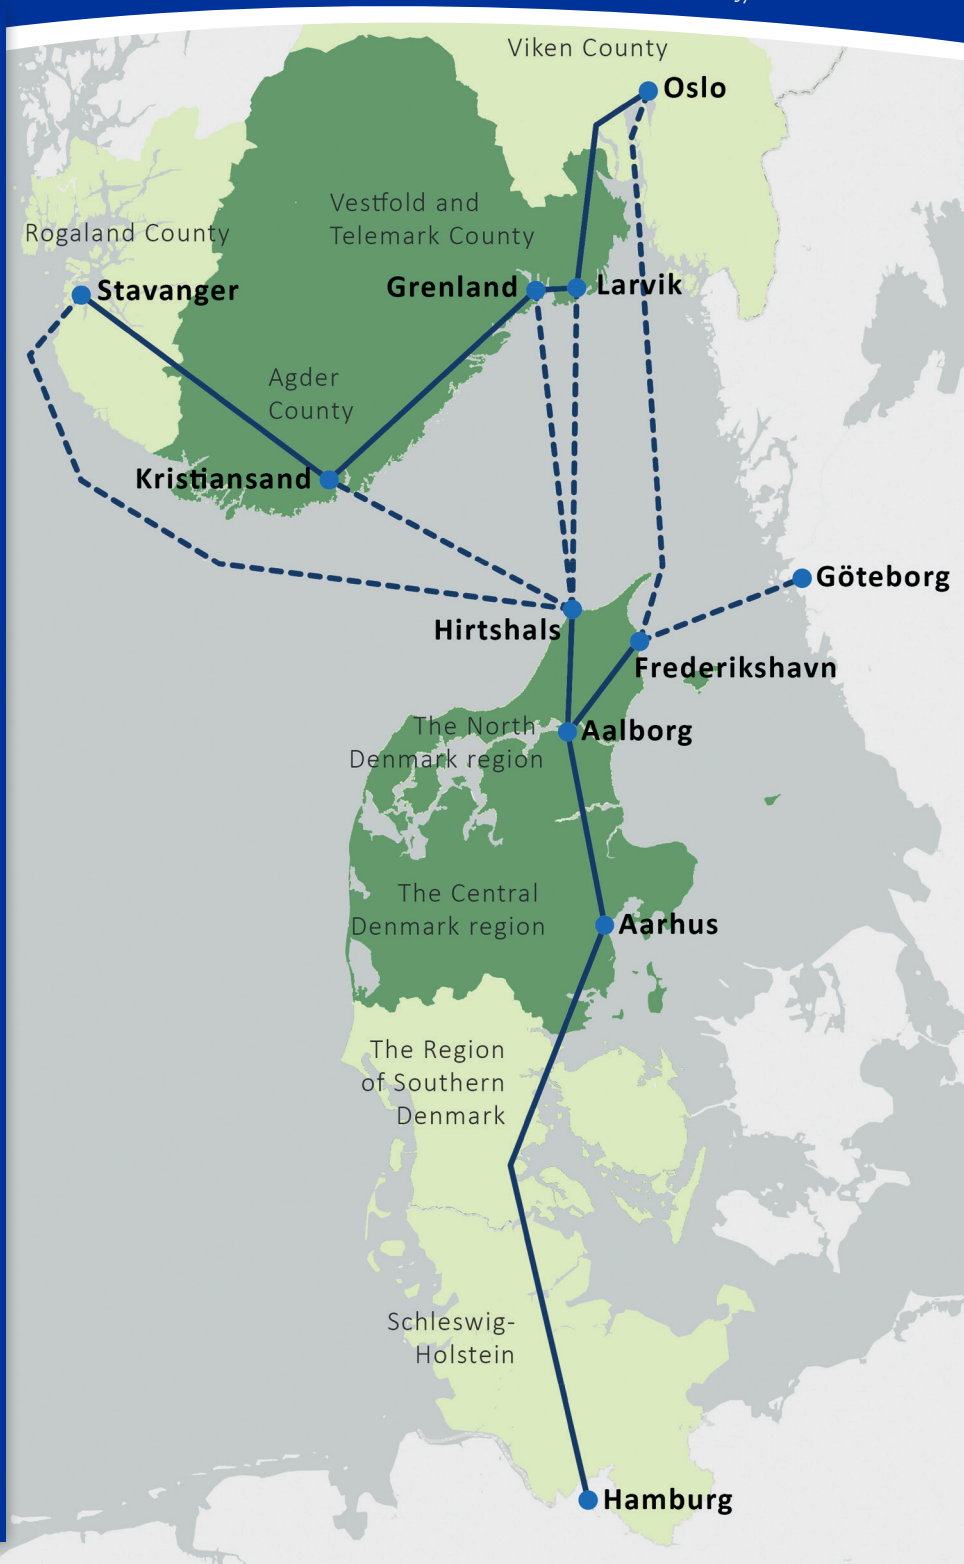 Viken County
Oslo
Vestfold and
Telemark County
Rogaland County
Stavanger
Grenland
Larvik
Agder
County
Kristiansand
Göteborg
Hirtshals
Frederikshavn
The North
Denmark region
Aalborg
The Central
Denmark region
Aarhus
The Region
of Southern
Denmark
Schleswig-
Holstein
Hamburg